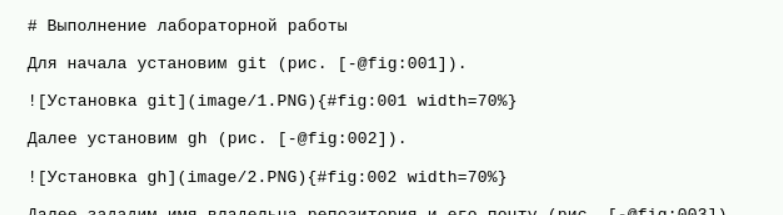 # Выполнение лабораторной работы
Для начала установим git (рис. [-@fig:001]).
![Установка git](image/1.PNG){#fig:001 width=70%}
Далее установим gh (рис. [-@fig:002]).
![Установка gh](image/2.PNG){#fig:002 width=70%}
Далее зададим имя владельца репозитория и его почту (рис. [-@fig:003]).